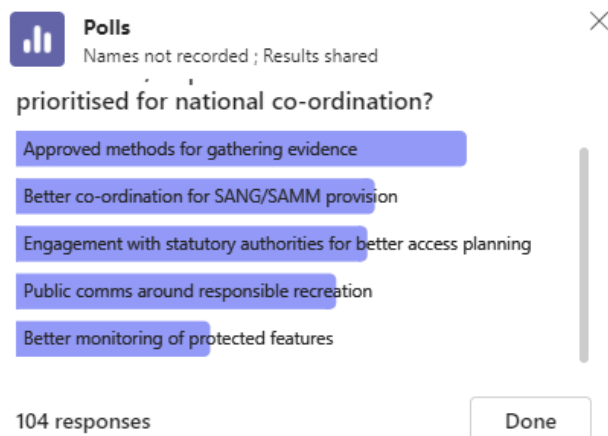 Polls
Names not recorded ; Results shared
prioritised for national co-ordination?
Approved methods for gathering evidence
Better co-ordination for SANG/SAMM provision
Engagement with statutory authorities for better access planning
Public comms around responsible recreation
Better monitoring of protected features
104 responses
Done